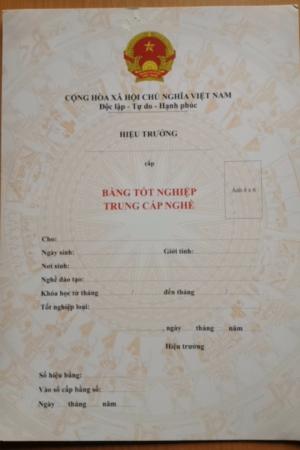 CỘNG HÒA XÃ HỘI CHỦ NGHĨA VIỆT NAM
Độc lập - Tự do - Hạnh phúc
HIỆU TRƯỞNG
cấp
BẰNG TỐT NGHIỆP
TRUNG CẤP NGHỀ
Ảnh 4 x 6
Cho:
Ngày sinh: Giới tính:
Nơi sinh:
Nghề đào tạo:
Khóa học từ tháng / đến tháng
Tốt nghiệp loại:
, ngày tháng năm
Hiệu trưởng
Số hiệu bằng:
Vào sổ cấp bằng số:
Ngày tháng năm